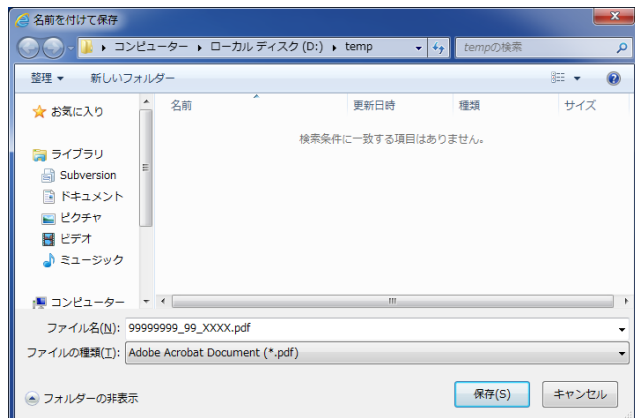 名前を付けて保存
コンピューター ▸ ローカル ディスク (D:) ▸ temp
tempの検索
整理 ▼ 新しいフォルダー
名前 更新日時 種類 サイズ
検索条件に一致する項目はありません。
お気に入り
ライブラリ
Subversion
ドキュメント
ピクチャ
ビデオ
ミュージック
コンピューター
ファイル名(N): 99999999_99_XXXX.pdf
ファイルの種類(T): Adobe Acrobat Document (*.pdf)
フォルダーの非表示 保存(S) キャンセル